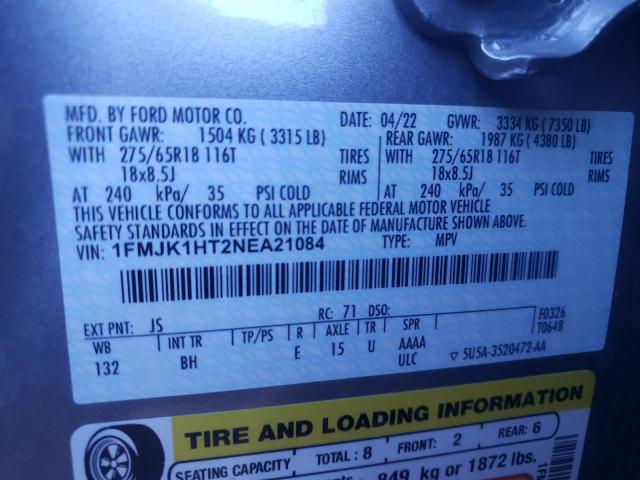 MFD. BY FORD MOTOR CO. DATE: 04/22 GVWR: 3334 KG (7350 LB)
FRONT GAWR: 1504 KG (3315 LB) REAR GAWR: 1987 KG (4380 LB)
WITH 275/65R18 116T TIRES WITH 275/65R18 116T TIRES
18x8.5J RIMS 18x8.5J RIMS
AT 240 kPa/ 35 PSI COLD AT 240 kPa/ 35 PSI COLD
THIS VEHICLE CONFORMS TO ALL APPLICABLE FEDERAL MOTOR VEHICLE
SAFETY STANDARDS IN EFFECT ON THE DATE OF MANUFACTURE SHOWN ABOVE.
VIN: 1FMJK1HT2NEA21084 TYPE: MPV
EXT PNT: JS RC: 71 DSO: F0326
T0648
WB INT TR TP/PS R AXLE TR SPR
132 BH E 15 U AAAA
ULC ▽ 5U5A-3520472-AA
TIRE AND LOADING INFORMATION
SEATING CAPACITY TOTAL: 8 FRONT: 2 REAR: 6
849 kg or 1872 lbs.